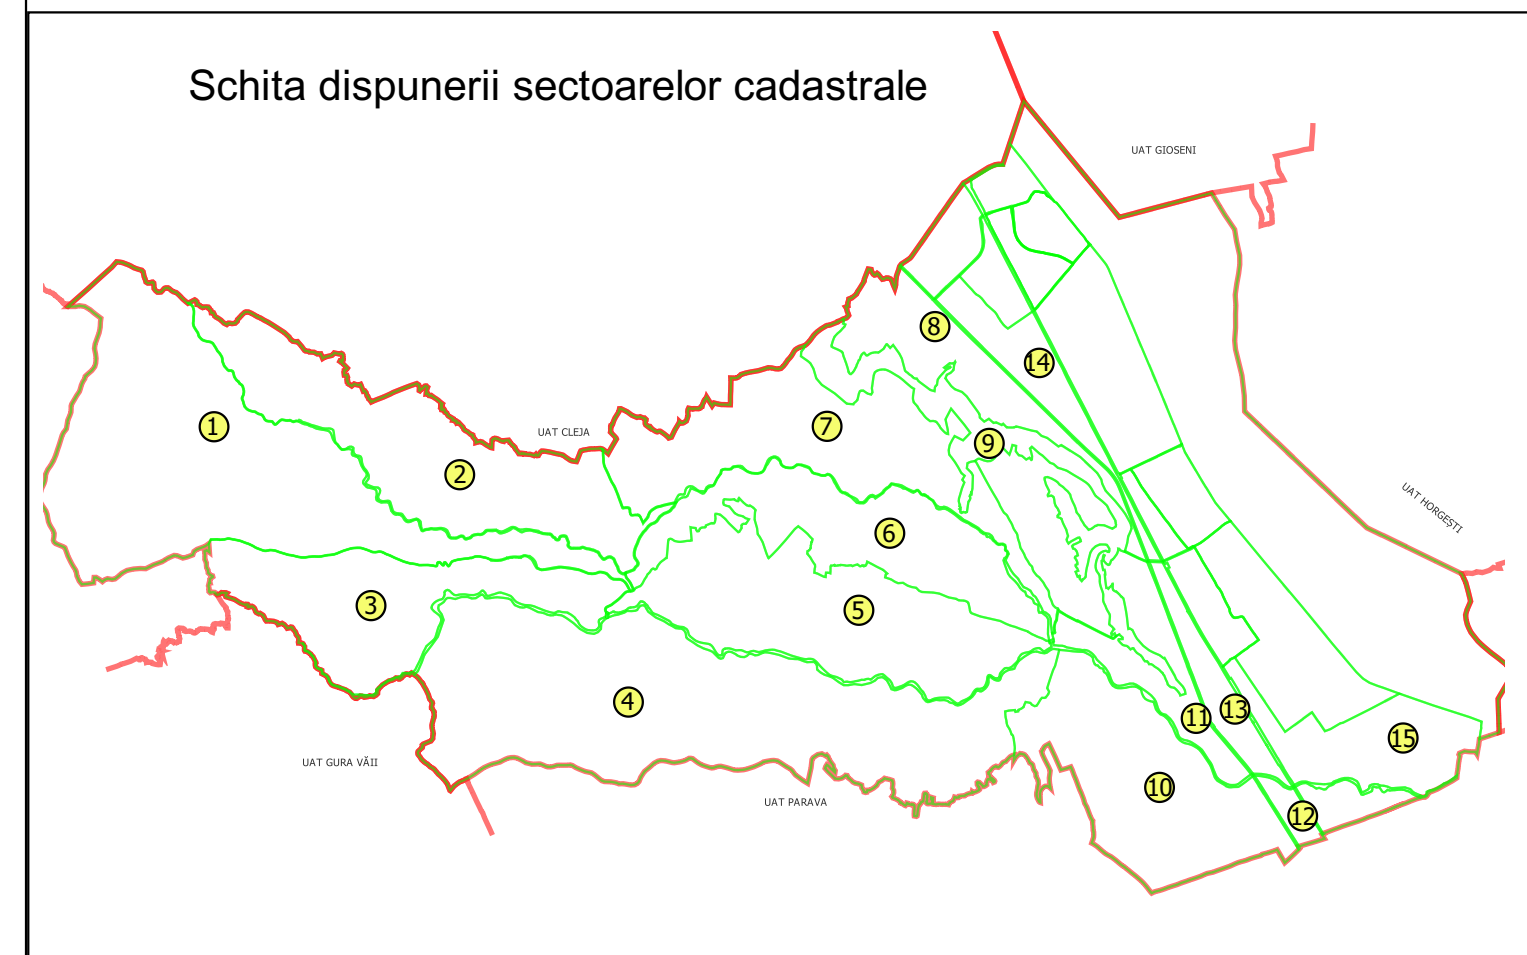 Schita dispunerii sectoarelor cadastrale
UAT GIOSENI
8
14
1
7
UAT CLEJA
9
2
UAT HORGEȘTI
6
3
5
4
11
13
15
UAT GURA VĂII
10
UAT PARAVA
12